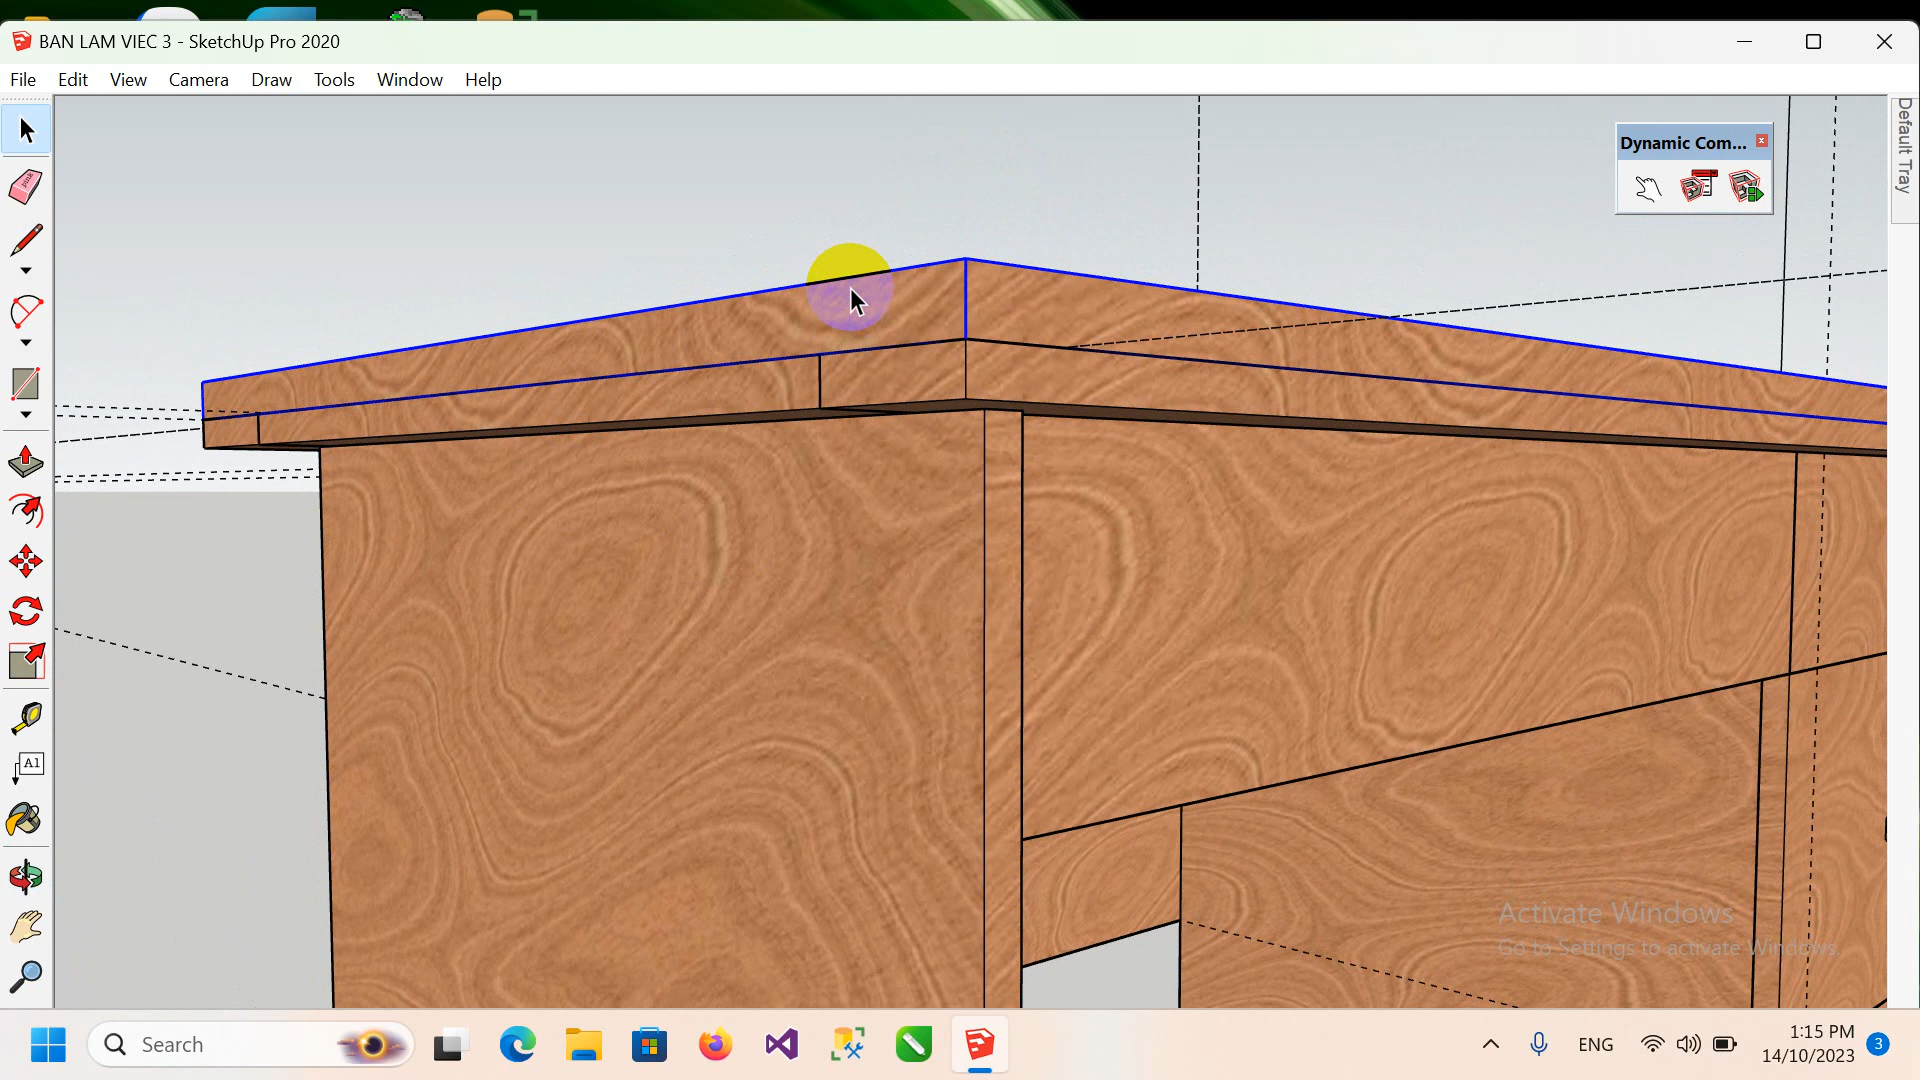 BAN LAM VIEC 3 - SketchUp Pro 2020
File Edit View Camera Draw Tools Window Help
Default Tray
Dynamic Com...
A1
Activate Windows
Go to Settings to activate Windows.
Search
ENG
1:15 PM
14/10/2023
3